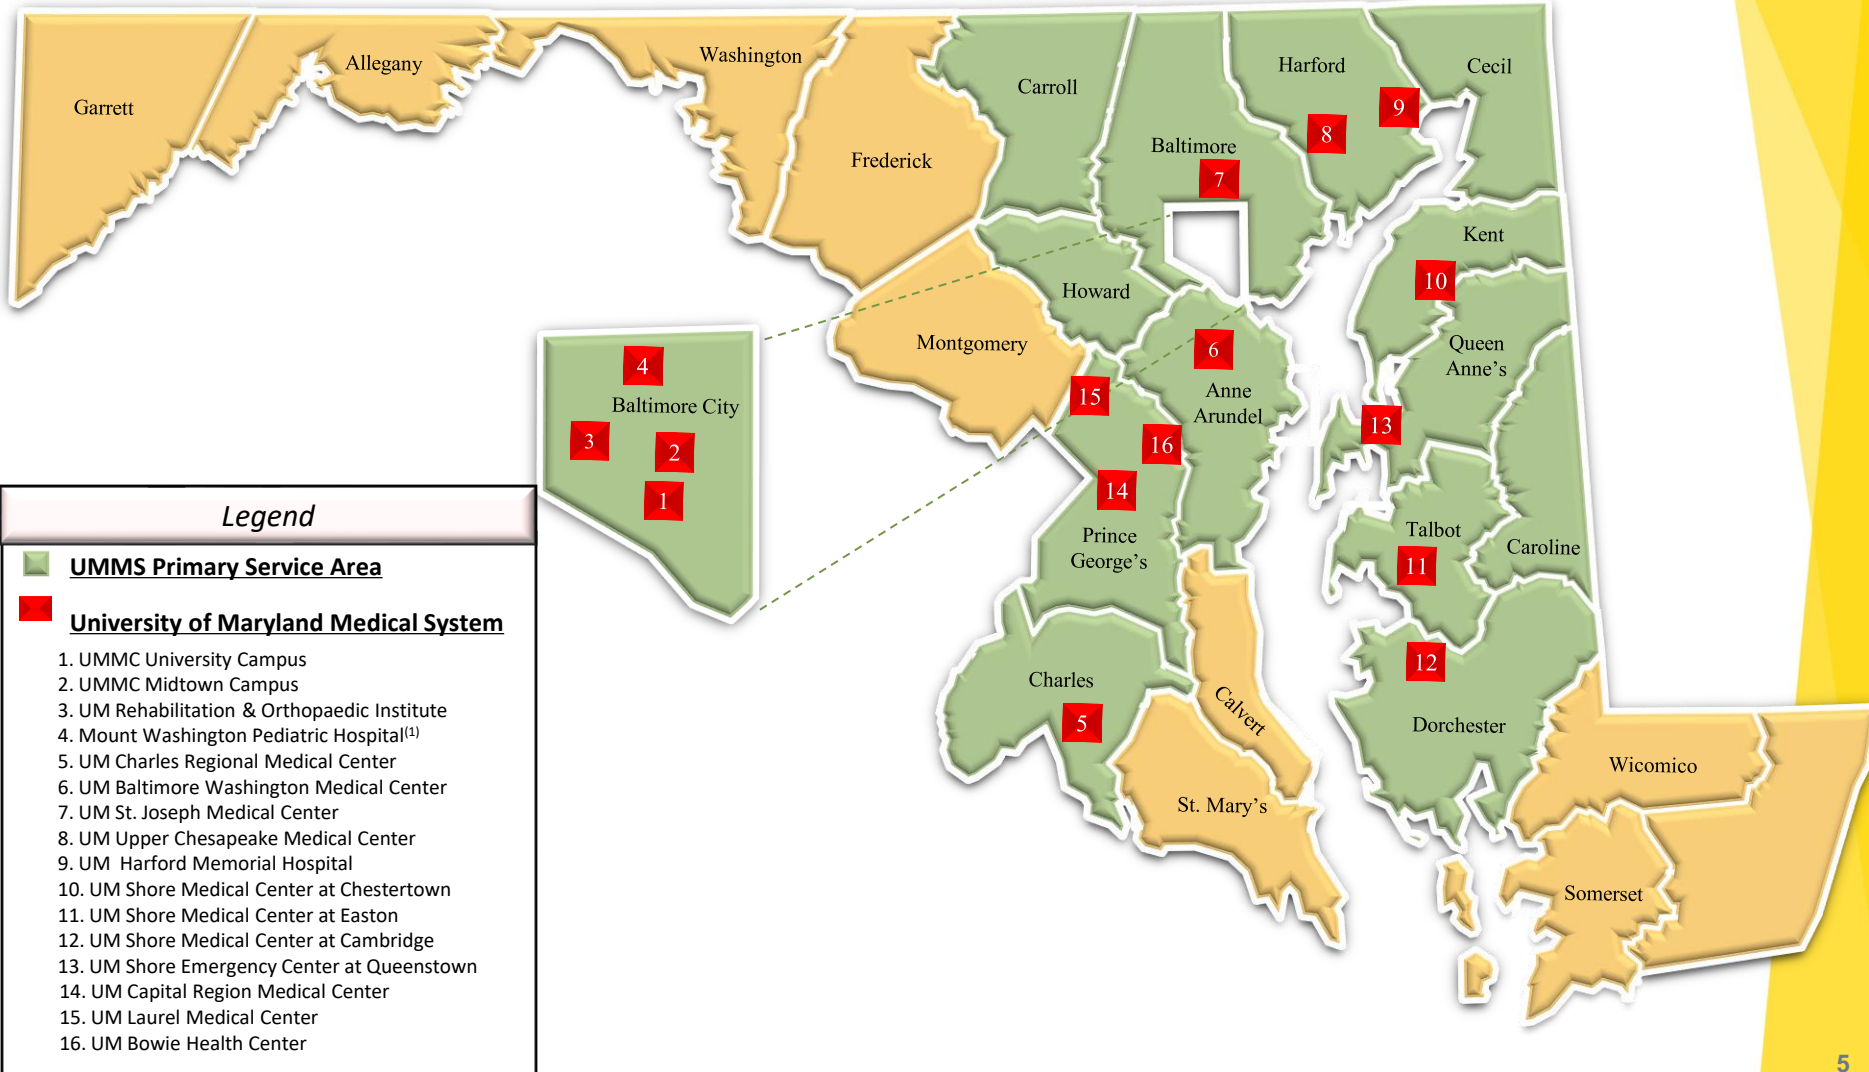 Garrett
Allegany
Washington
Frederick
Carroll
Baltimore
7
Harford
8
9
Cecil
Kent
10
Howard
Montgomery
6
Anne
Arundel
Queen
Anne's
13
15
16
14
Prince
George's
4
Baltimore City
3
2
1
Talbot
11
Caroline
12
Dorchester
Charles
5
Calvert
St. Mary's
Wicomico
Somerset
Legend
UMMS Primary Service Area
University of Maryland Medical System
1. UMMC University Campus
2. UMMC Midtown Campus
3. UM Rehabilitation & Orthopaedic Institute
4. Mount Washington Pediatric Hospital(1)
5. UM Charles Regional Medical Center
6. UM Baltimore Washington Medical Center
7. UM St. Joseph Medical Center
8. UM Upper Chesapeake Medical Center
9. UM Harford Memorial Hospital
10. UM Shore Medical Center at Chestertown
11. UM Shore Medical Center at Easton
12. UM Shore Medical Center at Cambridge
13. UM Shore Emergency Center at Queenstown
14. UM Capital Region Medical Center
15. UM Laurel Medical Center
16. UM Bowie Health Center
5